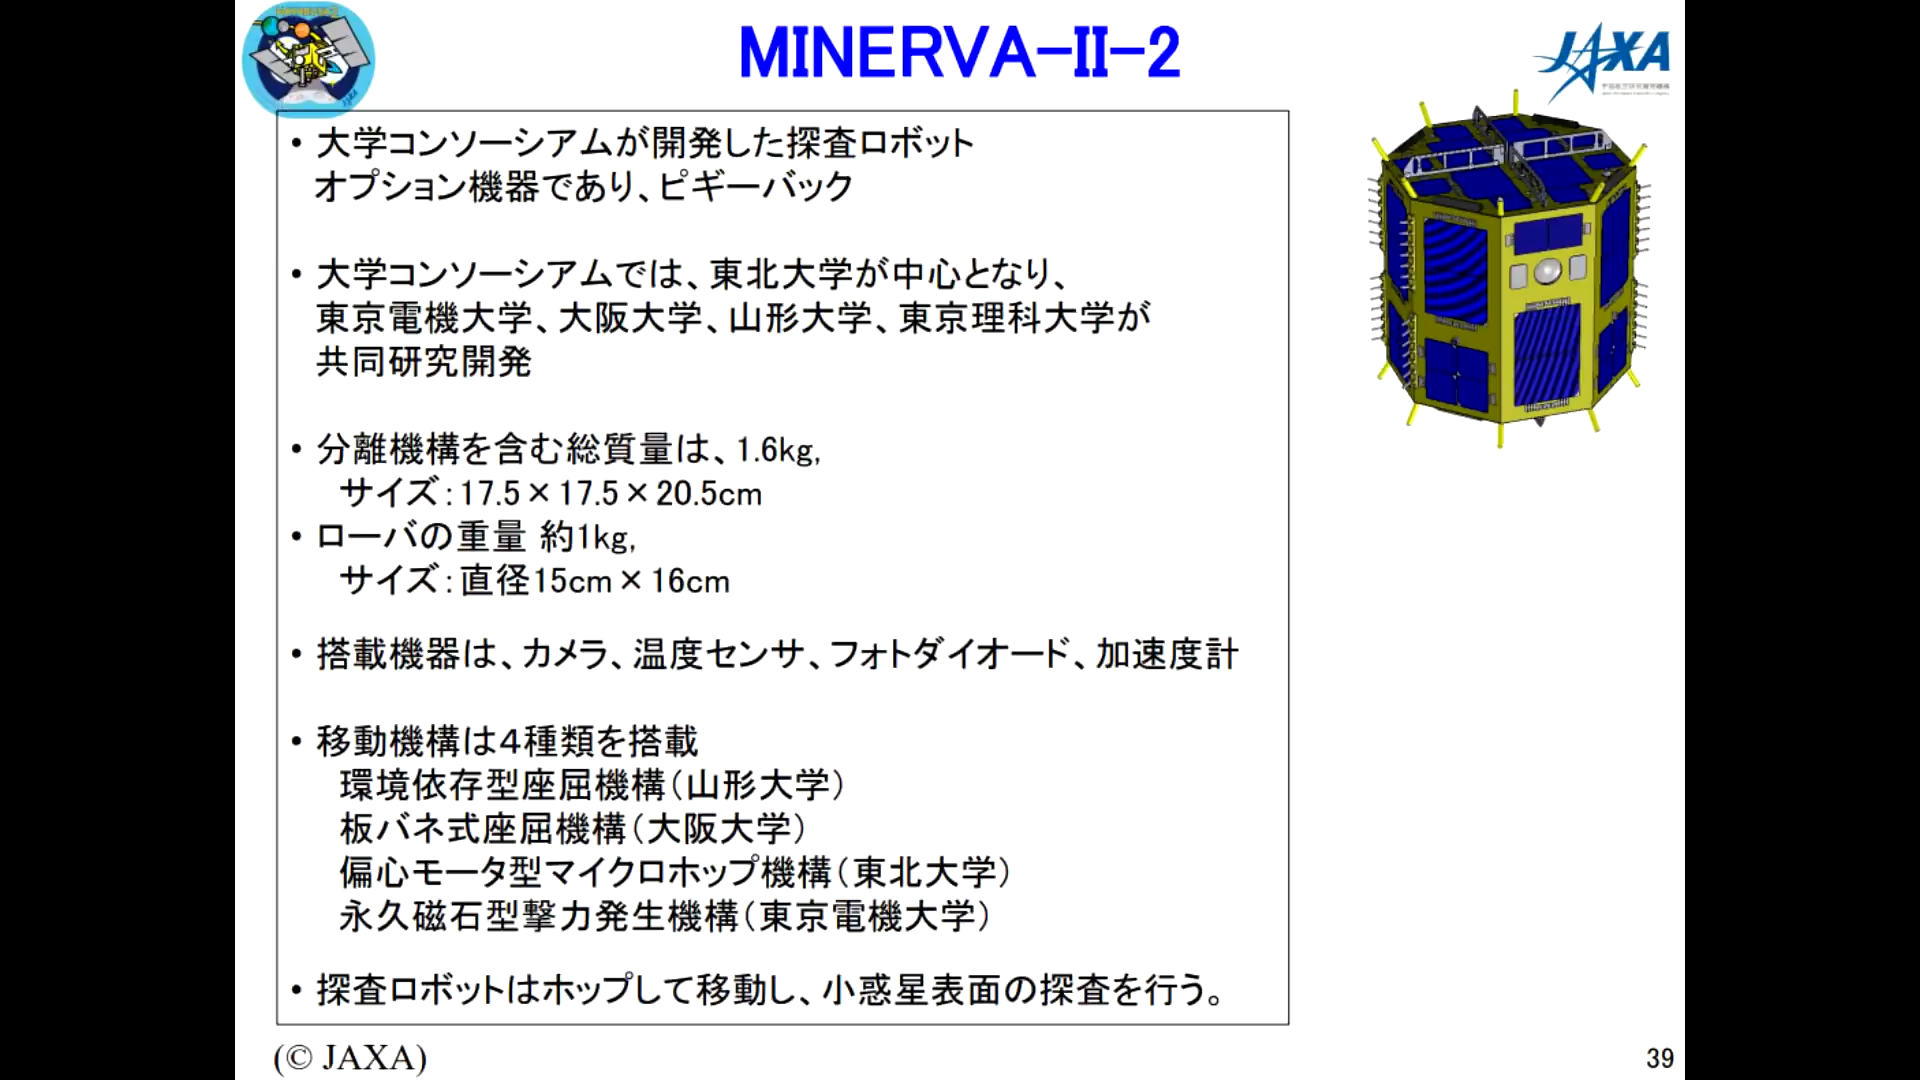 MINERVA-II-2
JAXA
・大学コンソーシアムが開発した探査ロボット
オプション機器であり、ピギーバック
・大学コンソーシアムでは、東北大学が中心となり、
東京電機大学、大阪大学、山形大学、東京理科大学が
共同研究開発
・分離機構を含む総質量は、1.6kg,
サイズ：17.5×17.5×20.5cm
・ローバの重量 約1kg,
サイズ：直径15cm×16cm
・搭載機器は、カメラ、温度センサ、フォトダイオード、加速度計
・移動機構は４種類を搭載
環境依存型座屈機構（山形大学）
板バネ式座屈機構（大阪大学）
偏心モータ型マイクロホップ機構（東北大学）
永久磁石型撃力発生機構（東京電機大学）
・探査ロボットはホップして移動し、小惑星表面の探査を行う。
(© JAXA)
39